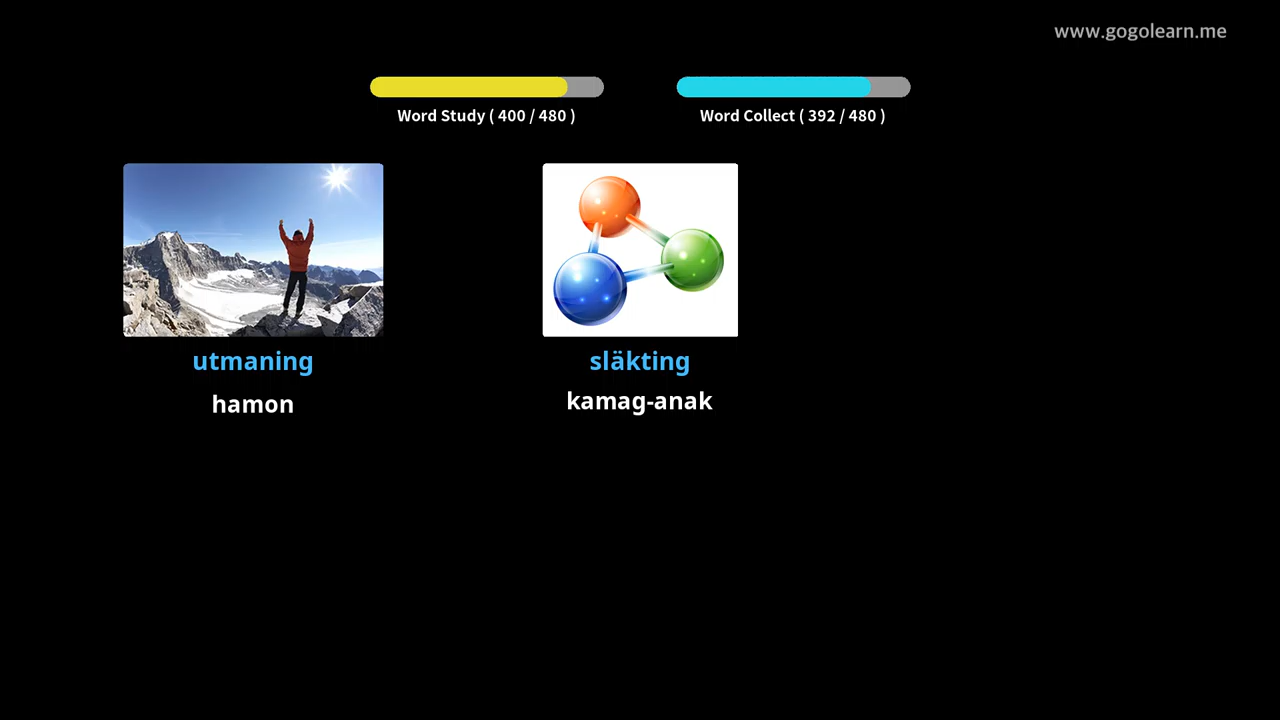 www.gogolearn.me
Word Study ( 400 / 480 )
Word Collect ( 392 / 480 )
utmaning
hamon
släkting
kamag-anak